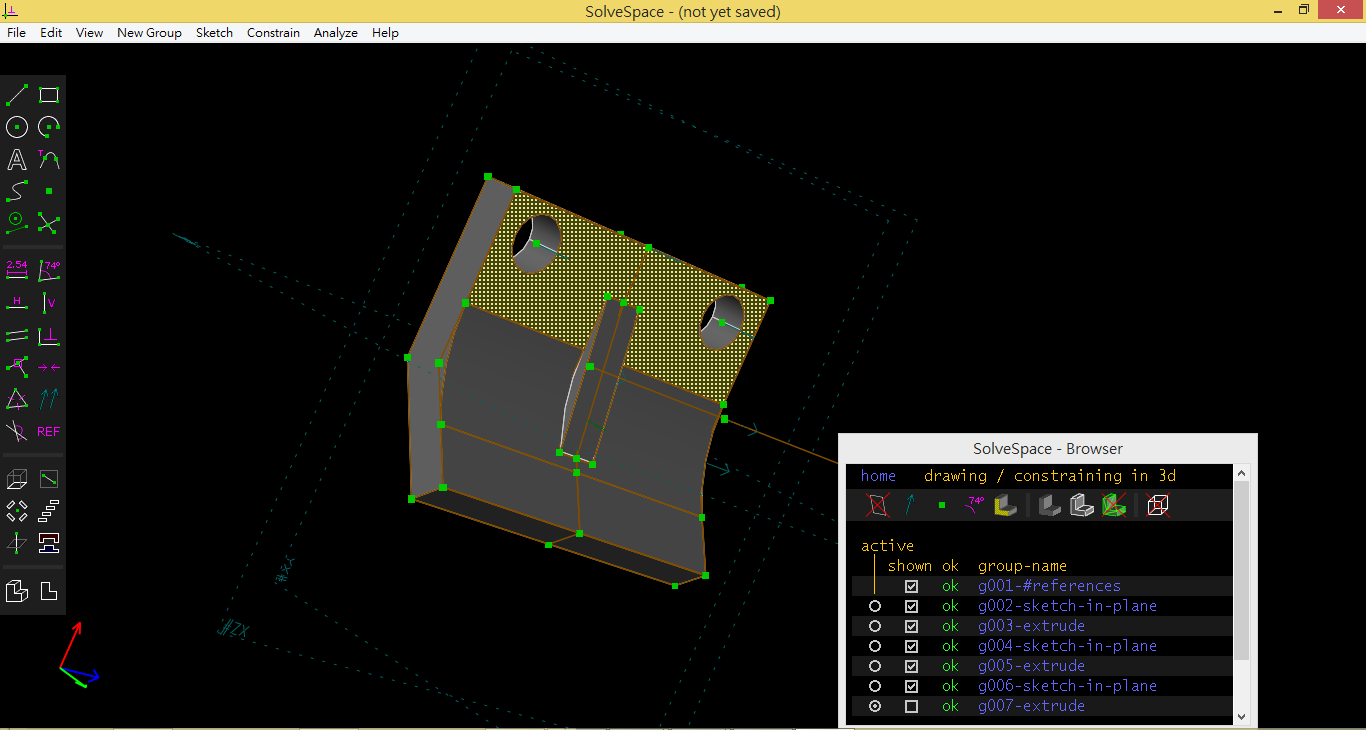 SolveSpace - (not yet saved)
File Edit View New Group Sketch Constrain Analyze Help
A T
2.54 74°
H V
REF
SolveSpace - Browser
home drawing / constraining in 3d
74°
active
shown ok group-name
ok g001-#references
ok g002-sketch-in-plane
ok g003-extrude
ok g004-sketch-in-plane
ok g005-extrude
ok g006-sketch-in-plane
ok g007-extrude